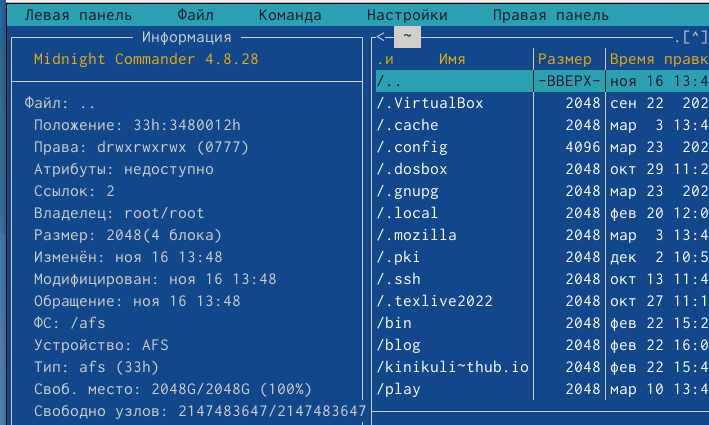 Левая панель Файл Команда Настройки Правая панель
Информация
Midnight Commander 4.8.28
Файл: ..
Положение: 33h:3480012h
Права: drwxrwxrwx (0777)
Атрибуты: недоступно
Ссылок: 2
Владелец: root/root
Размер: 2048(4 блока)
Изменён: ноя 16 13:48
Модифицирован: ноя 16 13:48
Обращение: ноя 16 13:48
ФС: /afs
Устройство: AFS
Тип: afs (33h)
Своб. место: 2048G/2048G (100%)
Свободно узлов: 2147483647/2147483647
<─ ~ .[^]
.и Имя Размер Время правк
/.. -ВВЕРХ- ноя 16 13:4
/.VirtualBox 2048 сен 22 202
/.cache 2048 мар 3 13:4
/.config 4096 мар 23 202
/.dosbox 2048 окт 29 11:2
/.gnupg 2048 мар 23 202
/.local 2048 фев 20 12:0
/.mozilla 2048 мар 3 13:4
/.pki 2048 дек 2 10:5
/.ssh 2048 окт 13 11:4
/.texlive2022 2048 окт 27 11:1
/bin 2048 фев 22 15:2
/blog 2048 фев 22 16:0
/kinikuli~thub.io 2048 фев 22 15:4
/play 2048 мар 10 13:4